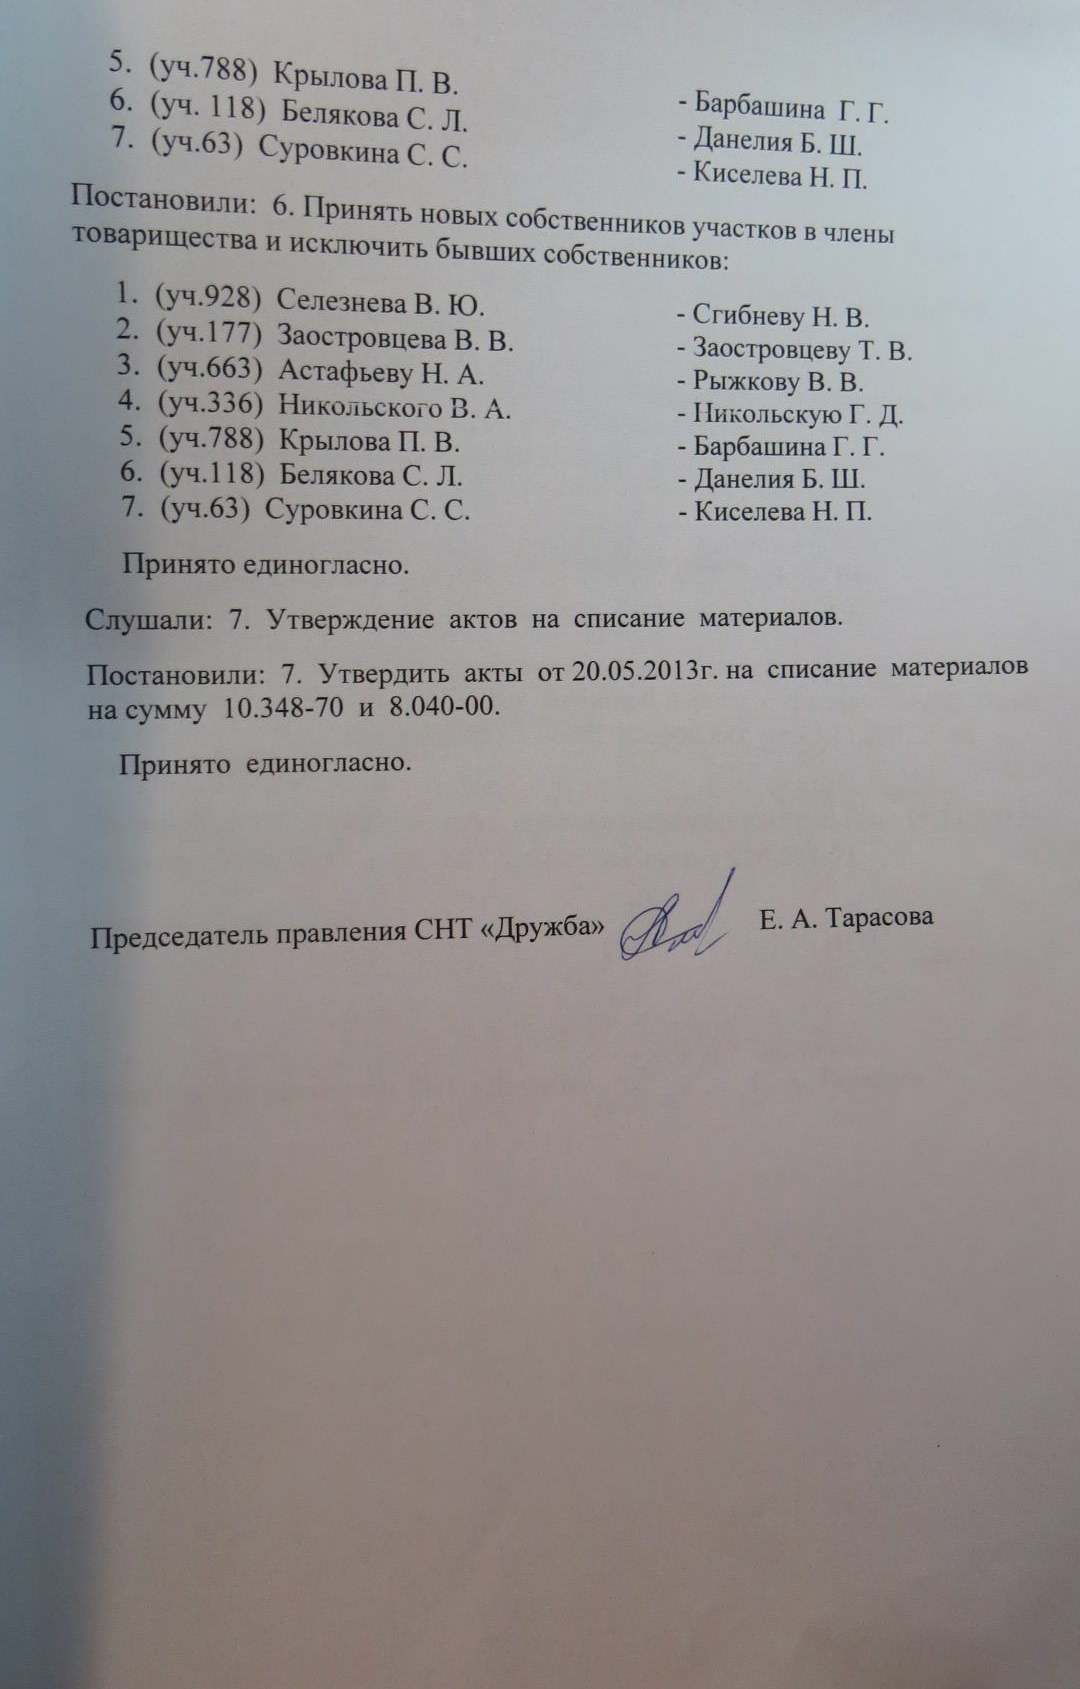 5. (уч.788) Крылова П. В. - Барбашина Г. Г.
6. (уч. 118) Белякова С. Л. - Данелия Б. Ш.
7. (уч.63) Суровкина С. С. - Киселева Н. П.
Постановили: 6. Принять новых собственников участков в члены
товарищества и исключить бывших собственников:
1. (уч.928) Селезнева В. Ю. - Сгибневу Н. В.
2. (уч.177) Заостровцева В. В. - Заостровцеву Т. В.
3. (уч.663) Астафьеву Н. А. - Рыжкову В. В.
4. (уч.336) Никольского В. А. - Никольскую Г. Д.
5. (уч.788) Крылова П. В. - Барбашина Г. Г.
6. (уч.118) Белякова С. Л. - Данелия Б. Ш.
7. (уч.63) Суровкина С. С. - Киселева Н. П.
Принято единогласно.
Слушали: 7. Утверждение актов на списание материалов.
Постановили: 7. Утвердить акты от 20.05.2013г. на списание материалов
на сумму 10.348-70 и 8.040-00.
Принято единогласно.
Председатель правления СНТ «Дружба» Е. А. Тарасова